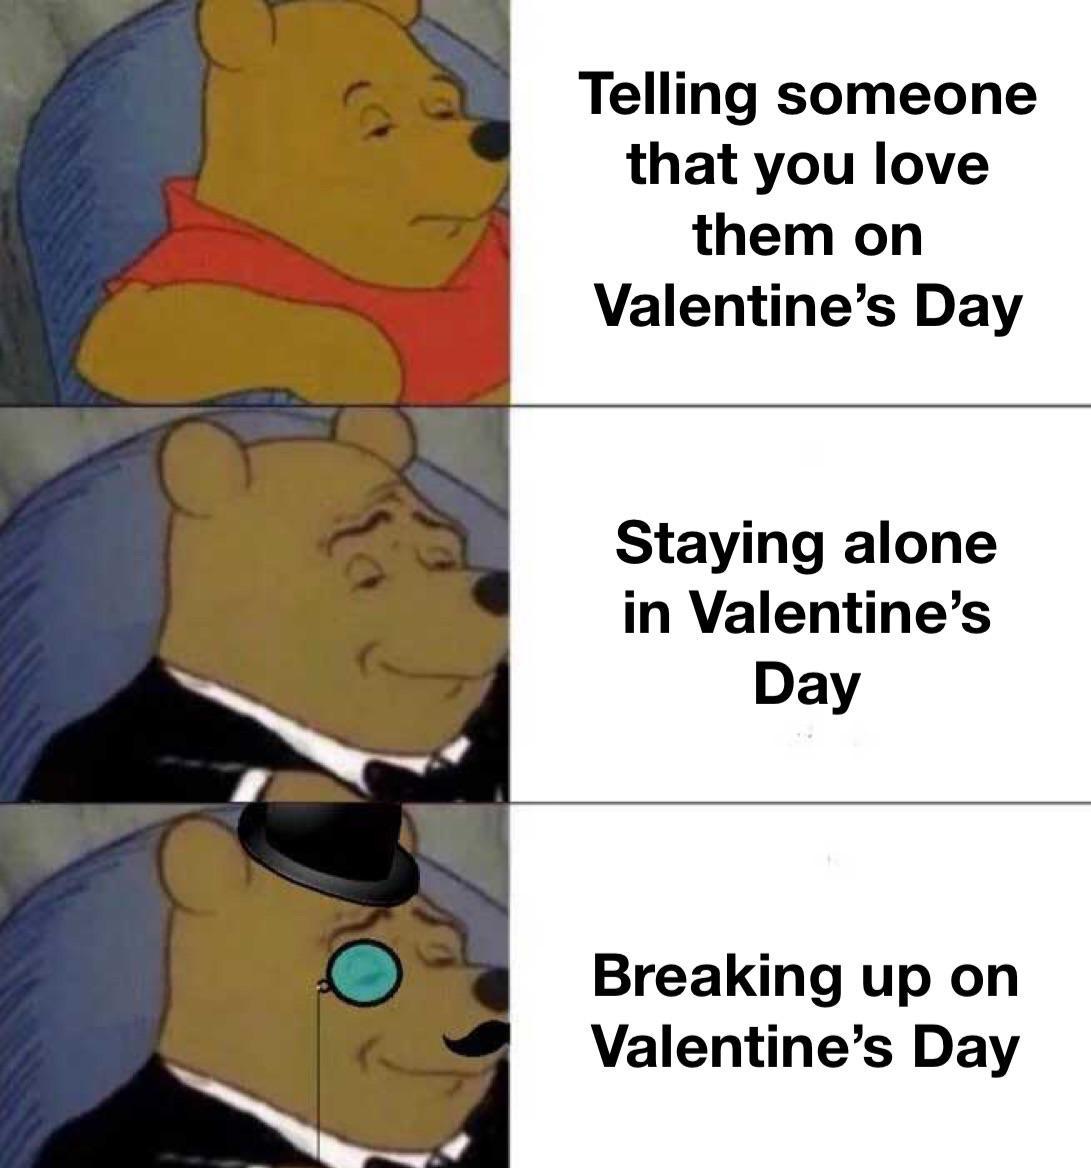 Telling someone
that you love
them on
Valentine’s Day
Staying alone
in Valentine’s
Day
Breaking up on
Valentine’s Day